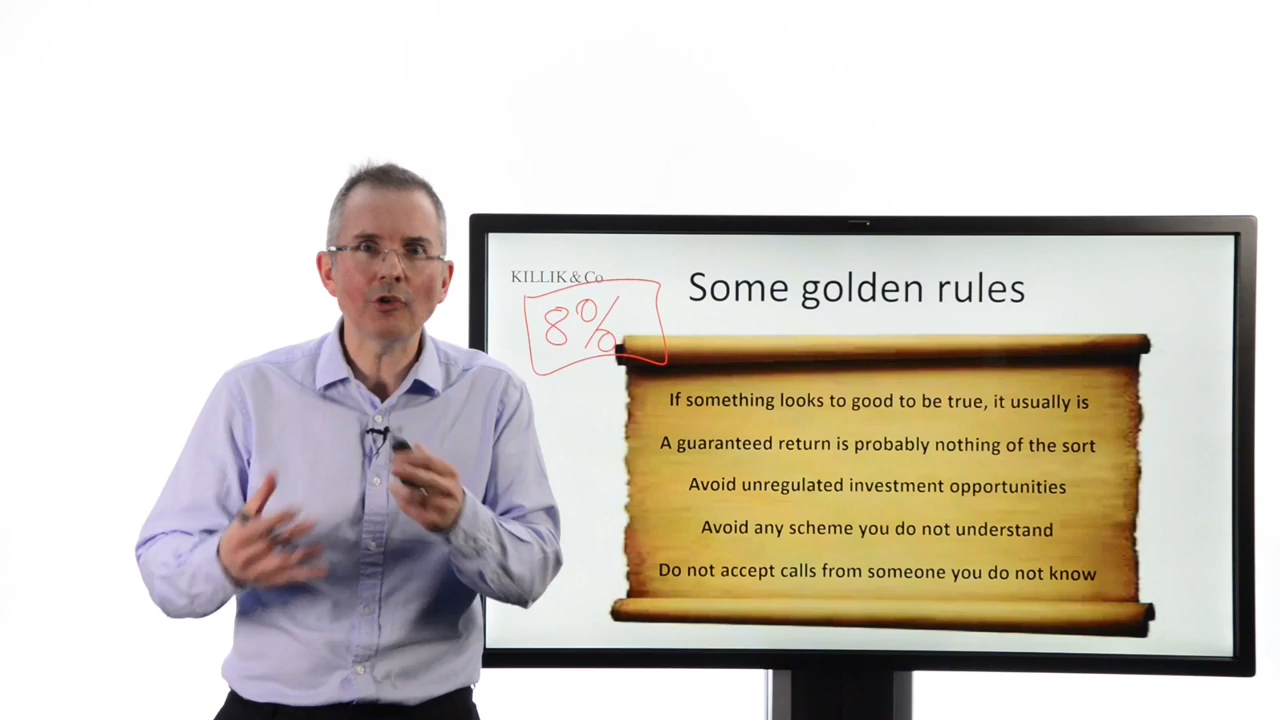 KILLIK & Co
8%
Some golden rules
If something looks to good to be true, it usually is
A guaranteed return is probably nothing of the sort
Avoid unregulated investment opportunities
Avoid any scheme you do not understand
Do not accept calls from someone you do not know